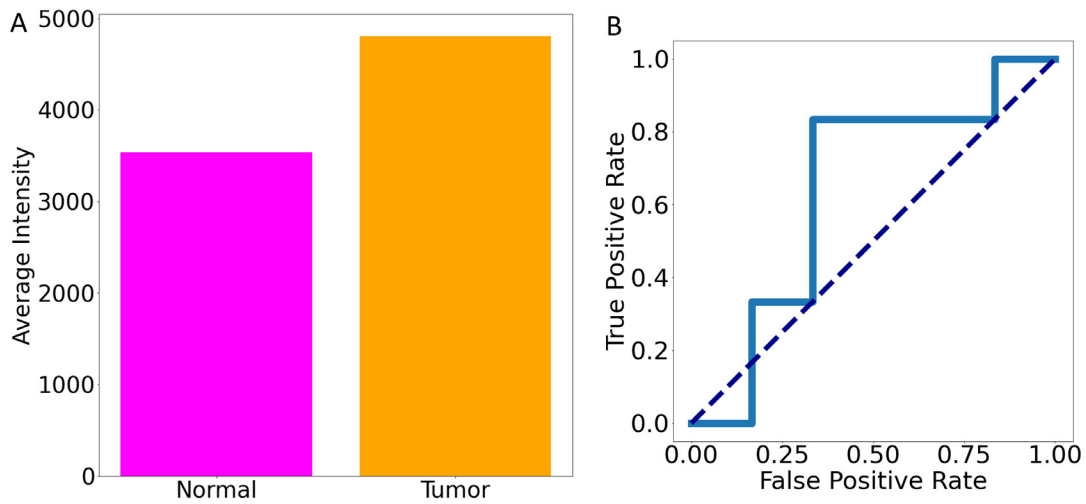 A
Average Intensity
5000
4000
3000
2000
1000
0
Normal
Tumor
B
True Positive Rate
1.0
0.8
0.6
0.4
0.2
0.0
0.00
0.25
0.50
0.75
1.00
False Positive Rate